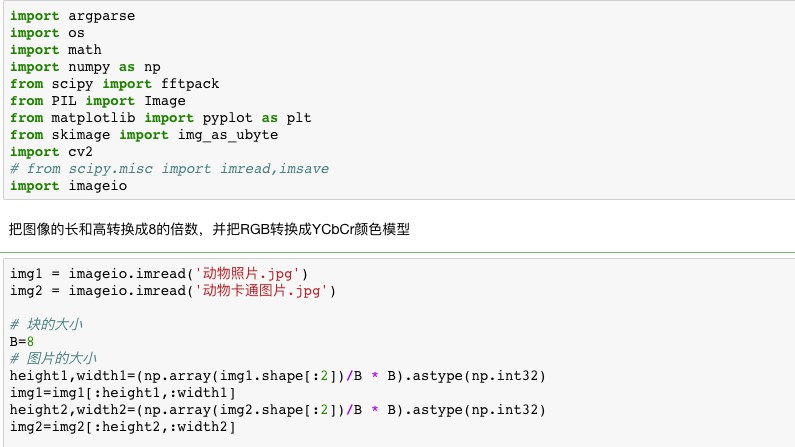 import argparse
import os
import math
import numpy as np
from scipy import fftpack
from PIL import Image
from matplotlib import pyplot as plt
from skimage import img_as_ubyte
import cv2
# from scipy.misc import imread,imsave
import imageio
把图像的长和高转换成8的倍数，并把RGB转换成YCbCr颜色模型
img1 = imageio.imread('动物照片.jpg')
img2 = imageio.imread('动物卡通图片.jpg')
# 块的大小
B=8
# 图片的大小
height1,width1=(np.array(img1.shape[:2])/B * B).astype(np.int32)
img1=img1[:height1,:width1]
height2,width2=(np.array(img2.shape[:2])/B * B).astype(np.int32)
img2=img2[:height2,:width2]